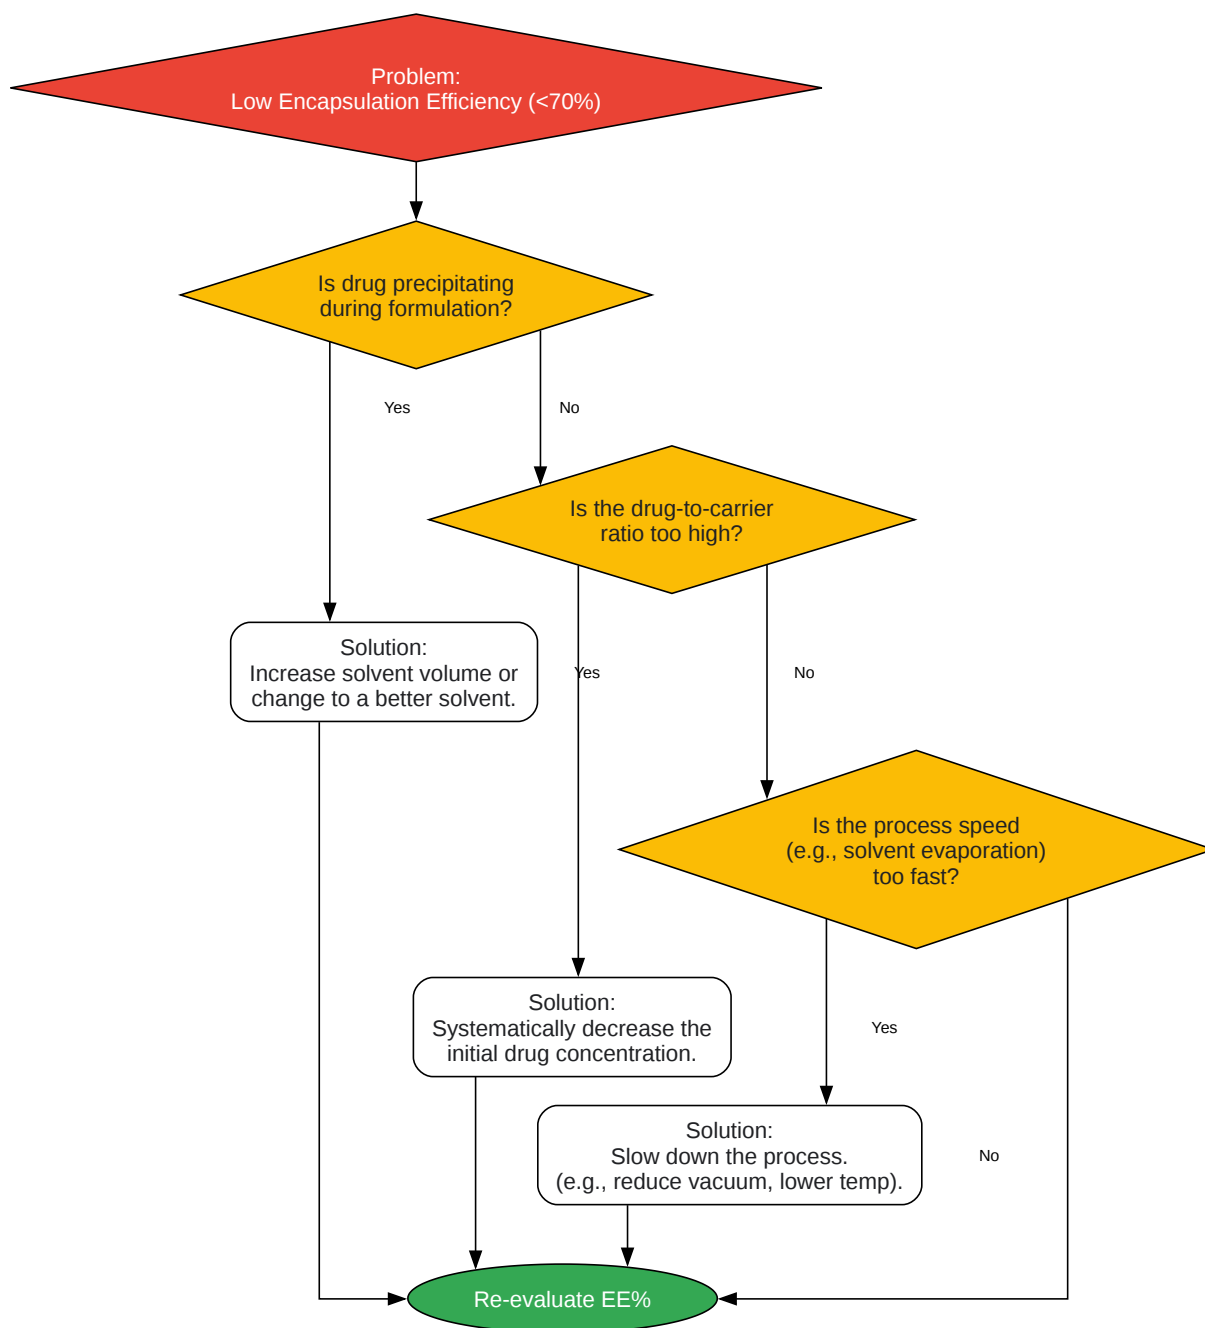 Problem:
Low Encapsulation Efficiency (<70%)
Is drug precipitating
during formulation?
Yes
No
Is the drug-to-carrier
ratio too high?
Solution:
Increase solvent volume or
change to a better solvent.
Yes
No
Is the process speed
(e.g., solvent evaporation)
too fast?
Solution:
Systematically decrease the
initial drug concentration.
Yes
Solution:
Slow down the process.
(e.g., reduce vacuum, lower temp).
No
Re-evaluate EE%